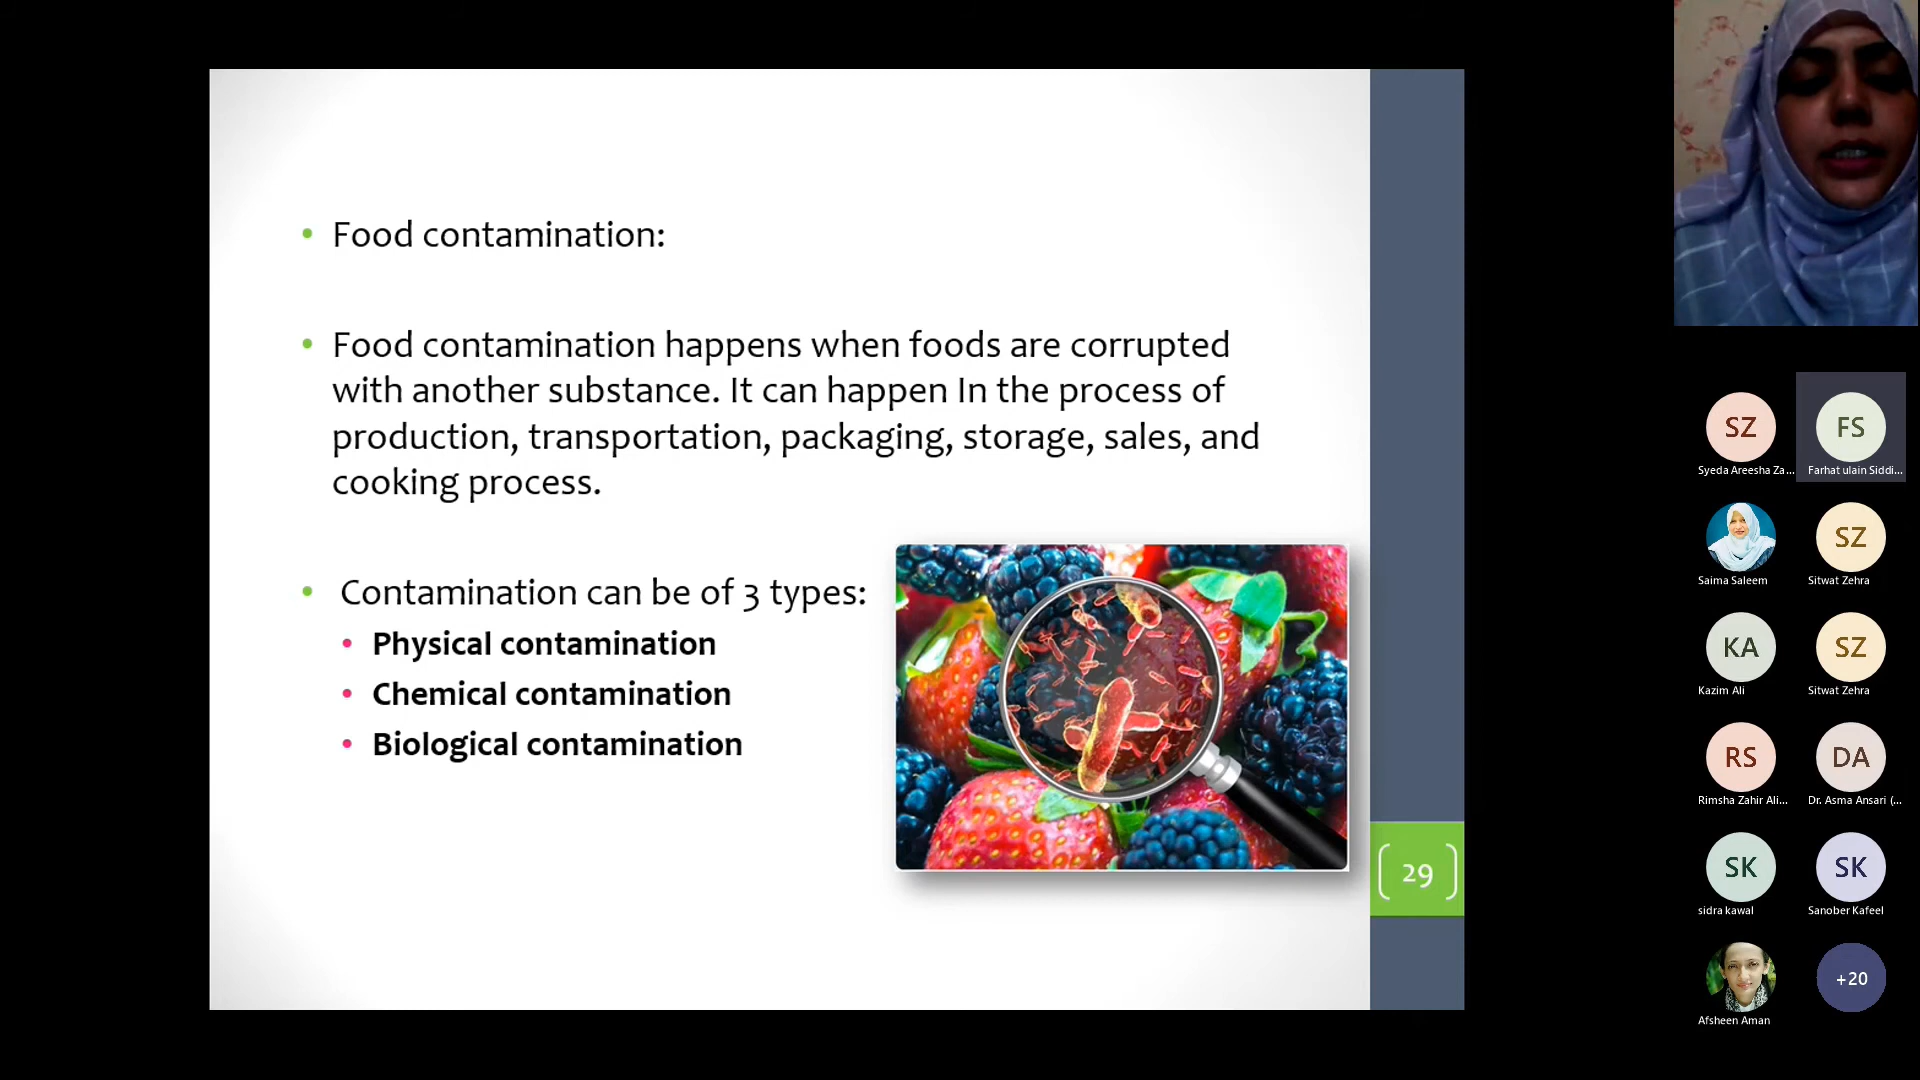 Food contamination:
Food contamination happens when foods are corrupted
with another substance. It can happen In the process of
production, transportation, packaging, storage, sales, and
cooking process.
Contamination can be of 3 types:
Physical contamination
Chemical contamination
Biological contamination
29
SZ
FS
Syeda Areesha Za...
Farhat ulain Siddi...
SZ
Saima Saleem
Sitwat Zehra
KA
SZ
Kazim Ali
Sitwat Zehra
RS
DA
Rimsha Zahir Ali...
Dr. Asma Ansari (...
SK
SK
sidra kawal
Sanober Kafeel
+20
Afsheen Aman